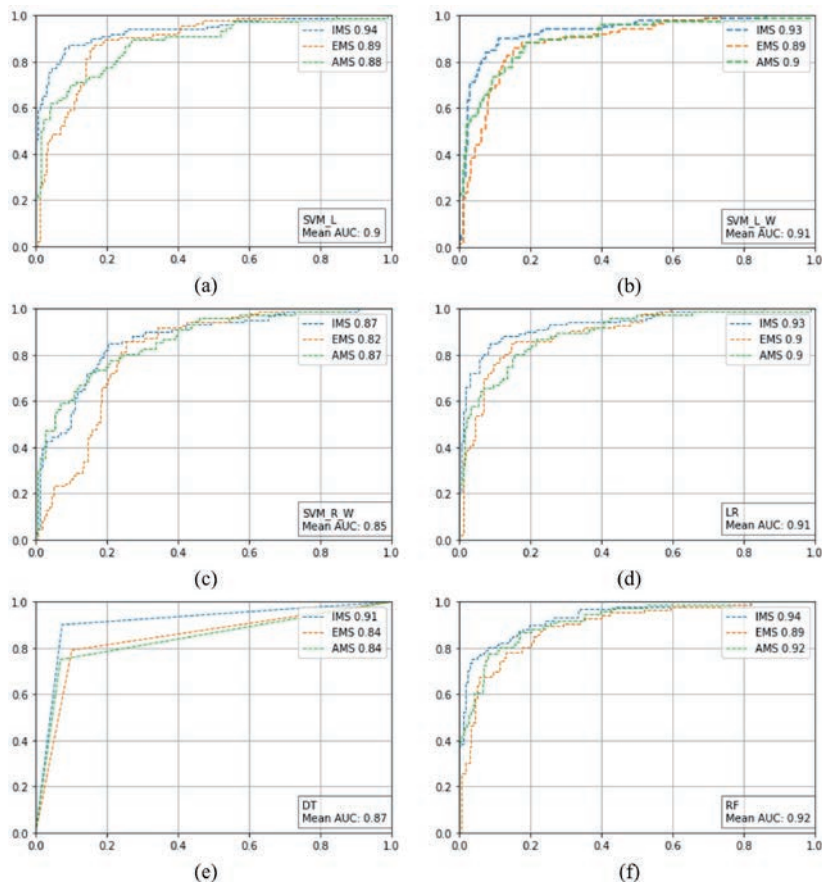 1.0
0.8
0.6
0.4
0.2
0.0
0.0 0.2 0.4 0.6 0.8 1.0
IMS 0.94
EMS 0.89
AMS 0.88
SVM_L
Mean AUC: 0.9
(a)
1.0
0.8
0.6
0.4
0.2
0.0
0.0 0.2 0.4 0.6 0.8 1.0
IMS 0.93
EMS 0.89
AMS 0.9
SVM_L_W
Mean AUC: 0.91
(b)
1.0
0.8
0.6
0.4
0.2
0.0
0.0 0.2 0.4 0.6 0.8 1.0
IMS 0.87
EMS 0.82
AMS 0.87
SVM_R_W
Mean AUC: 0.85
(c)
1.0
0.8
0.6
0.4
0.2
0.0
0.0 0.2 0.4 0.6 0.8 1.0
IMS 0.93
EMS 0.9
AMS 0.9
LR
Mean AUC: 0.91
(d)
1.0
0.8
0.6
0.4
0.2
0.0
0.0 0.2 0.4 0.6 0.8 1.0
IMS 0.91
EMS 0.84
AMS 0.84
DT
Mean AUC: 0.87
(e)
1.0
0.8
0.6
0.4
0.2
0.0
0.0 0.2 0.4 0.6 0.8 1.0
IMS 0.94
EMS 0.89
AMS 0.92
RF
Mean AUC: 0.92
(f)